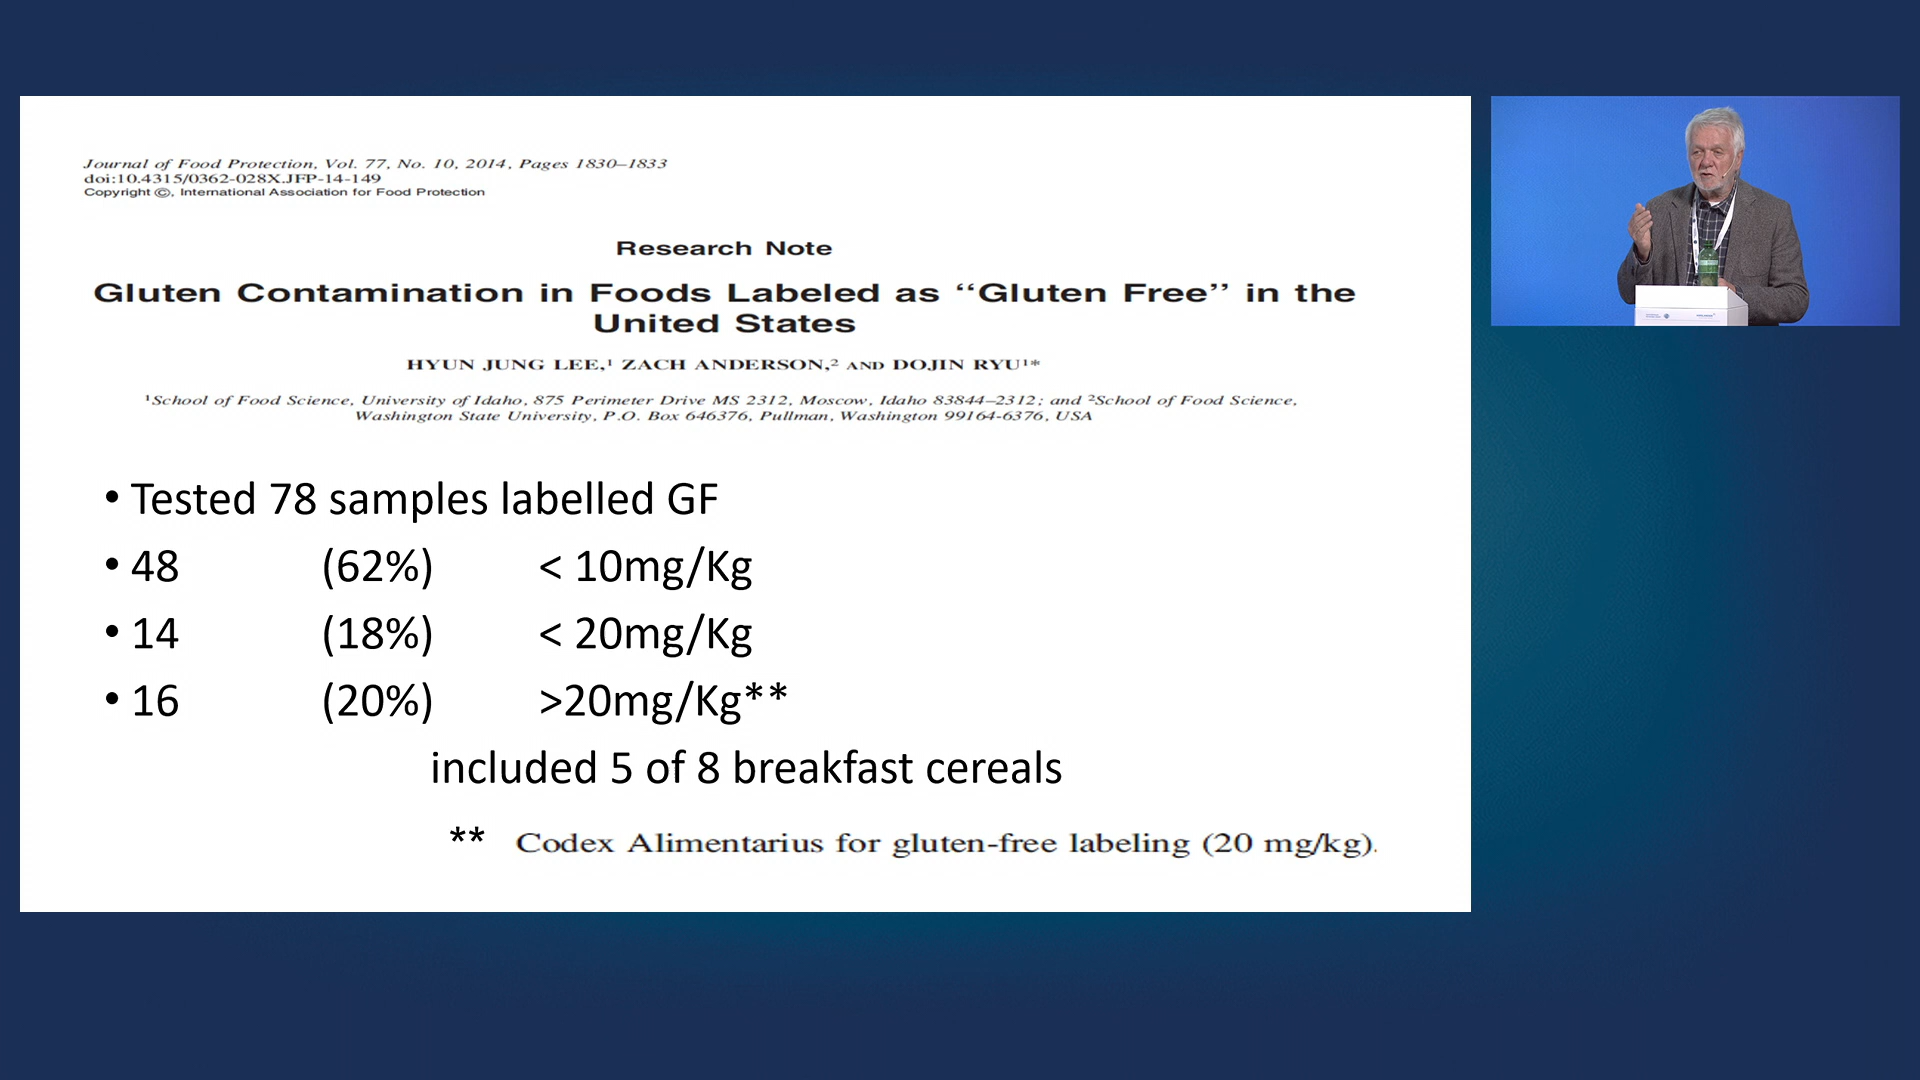 Journal of Food Protection, Vol. 77, No. 10, 2014, Pages 1830–1833
doi:10.4315/0362-028X.JFP-14-149
Copyright ©, International Association for Food Protection
Research Note
Gluten Contamination in Foods Labeled as “Gluten Free” in the
United States
HYUN JUNG LEE,¹ ZACH ANDERSON,² AND DOJIN RYU¹*
¹School of Food Science, University of Idaho, 875 Perimeter Drive MS 2312, Moscow, Idaho 83844–2312; and ²School of Food Science,
Washington State University, P.O. Box 646376, Pullman, Washington 99164-6376, USA
• Tested 78 samples labelled GF
• 48 (62%) < 10mg/Kg
• 14 (18%) < 20mg/Kg
• 16 (20%) >20mg/Kg**
included 5 of 8 breakfast cereals
** Codex Alimentarius for gluten-free labeling (20 mg/kg).